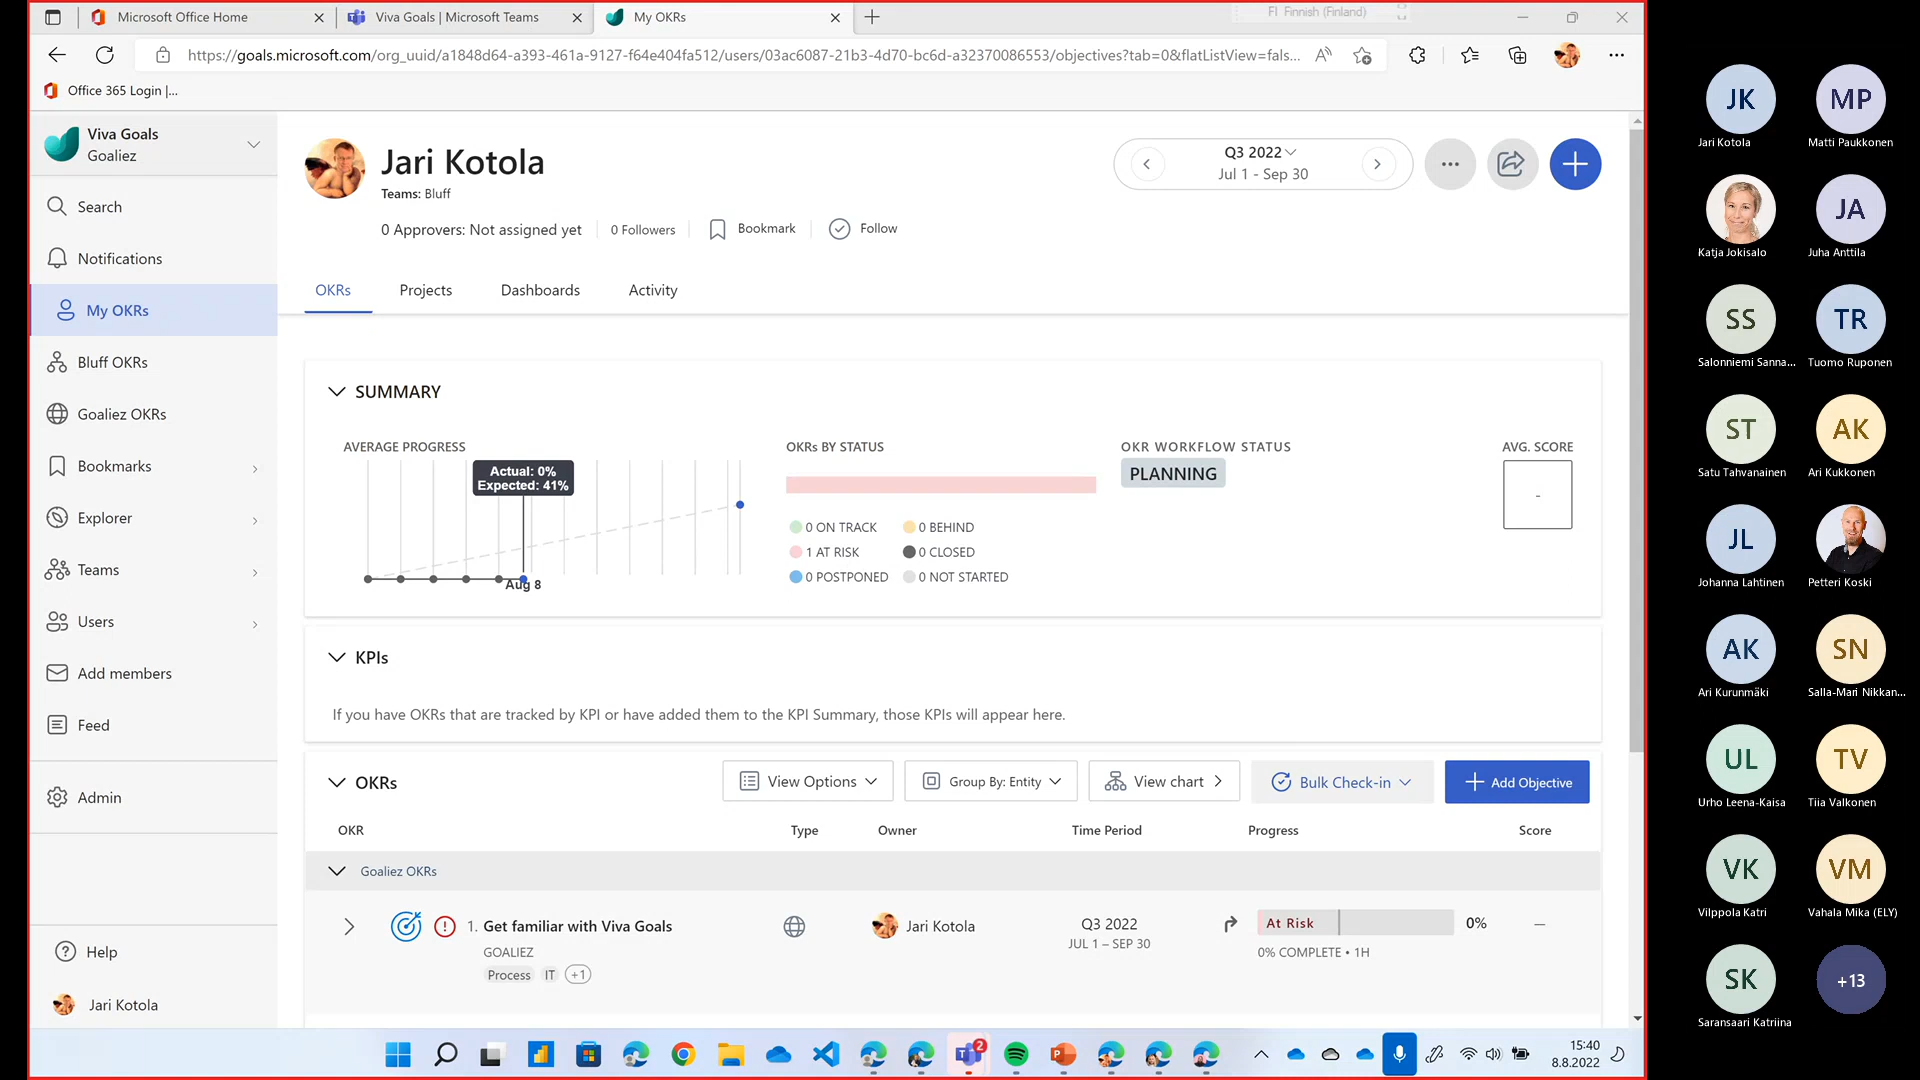 Microsoft Office Home
Viva Goals | Microsoft Teams
My OKRs
FI Finnish (Finland)
https://goals.microsoft.com/org_uuid/a1848d64-a393-461a-9127-f64e404fa512/users/03ac6087-21b3-4d70-bc6d-a32370086553/objectives?tab=0&flatListView=fals...
Office 365 Login |...
Viva Goals
Goaliez
Search
Notifications
My OKRs
Bluff OKRs
Goaliez OKRs
Bookmarks
Explorer
Teams
Users
Add members
Feed
Admin
Help
Jari Kotola
Jari Kotola
Teams: Bluff
0 Approvers: Not assigned yet
0 Followers
Bookmark
Follow
Q3 2022
Jul 1 - Sep 30
OKRs
Projects
Dashboards
Activity
SUMMARY
AVERAGE PROGRESS
Actual: 0%
Expected: 41%
Aug 8
OKRs BY STATUS
0 ON TRACK
0 BEHIND
1 AT RISK
0 CLOSED
0 POSTPONED
0 NOT STARTED
OKR WORKFLOW STATUS
PLANNING
AVG. SCORE
-
KPIs
If you have OKRs that are tracked by KPI or have added them to the KPI Summary, those KPIs will appear here.
OKRs
View Options
Group By: Entity
View chart
Bulk Check-in
Add Objective
OKR
Type
Owner
Time Period
Progress
Score
Goaliez OKRs
1. Get familiar with Viva Goals
GOALIEZ
Process
IT
+1
Jari Kotola
Q3 2022
JUL 1 – SEP 30
At Risk
0%
0% COMPLETE • 1H
—
2
15:40
8.8.2022
JK
Jari Kotola
MP
Matti Paukkonen
Katja Jokisalo
JA
Juha Anttila
SS
Salonniemi Sanna...
TR
Tuomo Ruponen
ST
Satu Tahvanainen
AK
Ari Kukkonen
JL
Johanna Lahtinen
Petteri Koski
AK
Ari Kurunmäki
SN
Salla-Mari Nikkan...
UL
Urho Leena-Kaisa
TV
Tiia Valkonen
VK
Vilppola Katri
VM
Vahala Mika (ELY)
SK
Saransaari Katriina
+13